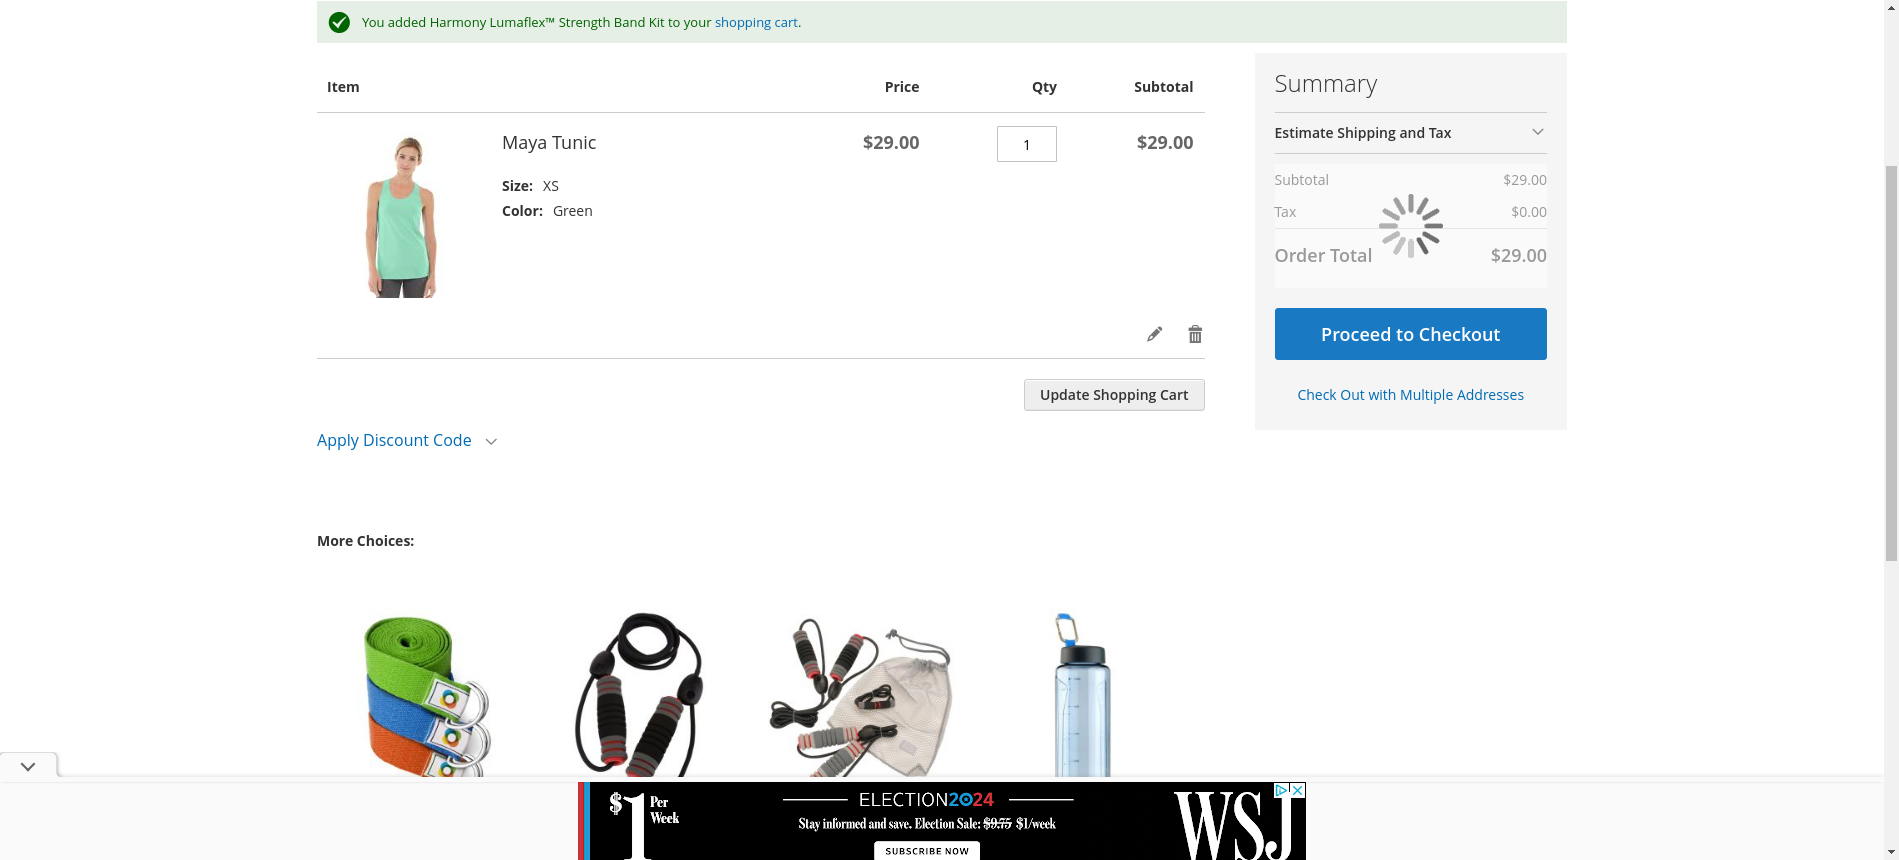 You added Harmony Lumaflex™ Strength Band Kit to your shopping cart.
Item Price Qty Subtotal
Maya Tunic $29.00 1 $29.00
Size: XS
Color: Green
Update Shopping Cart
Apply Discount Code
Summary
Estimate Shipping and Tax
Subtotal $29.00
Tax $0.00
Order Total $29.00
Proceed to Checkout
Check Out with Multiple Addresses
More Choices:
$1 Per Week
ELECTION2024
Stay informed and save. Election Sale: $9.75 $1/week
SUBSCRIBE NOW
WSJ